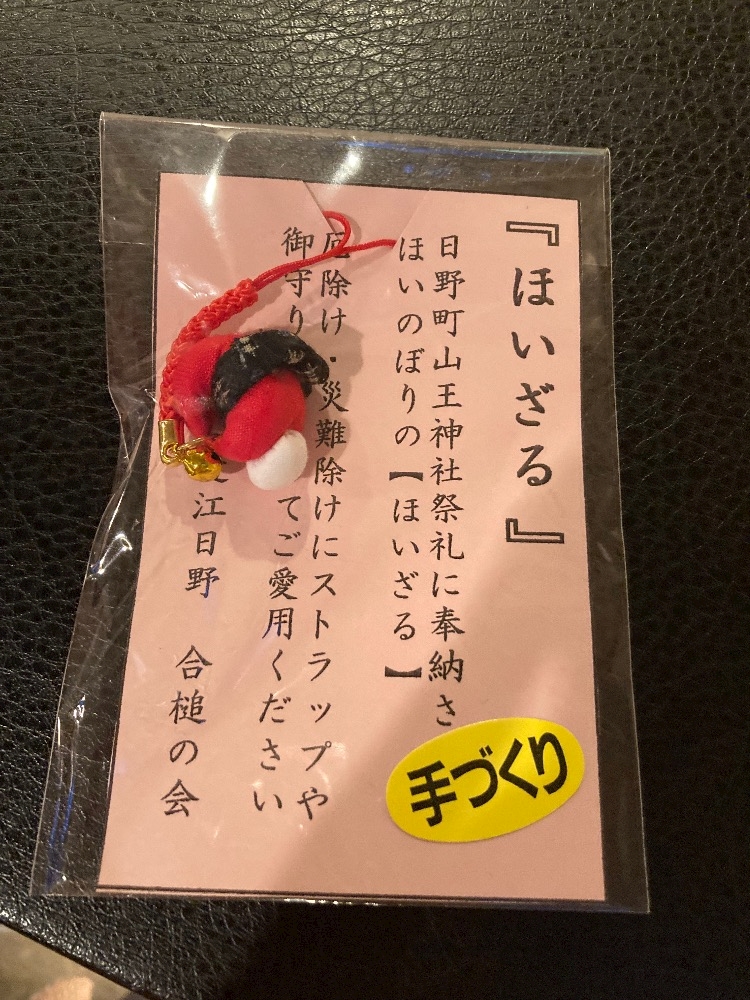 『ほいざる』
日野町山王神社祭礼に奉納さ
ほいのぼりの【ほいざる】
厄除け・災難除けにストラップや
御守り てご愛用ください
江日野 合槌の会
手づくり